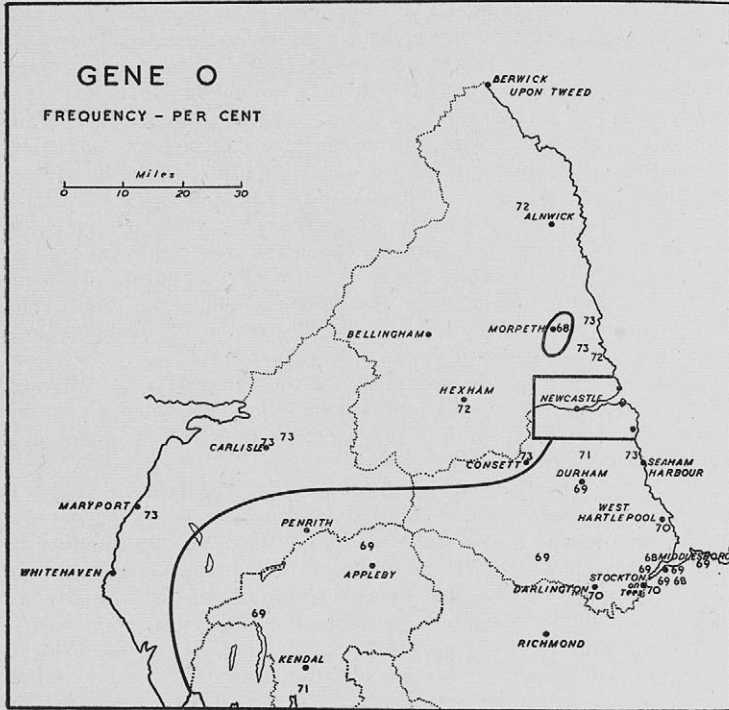 GENE O
FREQUENCY - PER CENT
Miles
0 10 20 30
BERWICK
UPON TWEED
72
ALNWICK
MORPETH 68
73
73
72
BELLINGHAM
HEXHAM
72
NEWCASTLE
CARLISLE
73 73
CONSETT
73
71
73
SEAHAM
HARBOUR
DURHAM
69
MARYPORT
73
WEST
HARTLEPOOL
70
PENRITH
69
APPLEBY
69
68 MIDDLESBORO
69 69 69
69 68
WHITEHAVEN
DARLINGTON
70
STOCKTON
on
Tees
70
69
RICHMOND
KENDAL
71